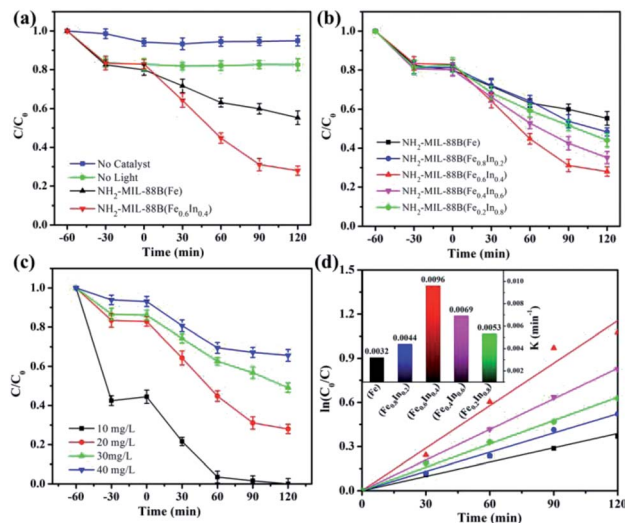 (a)
C/C0
1.0
0.8
0.6
0.4
0.2
0.0
No Catalyst
No Light
NH2-MIL-88B(Fe)
NH2-MIL-88B(Fe0.6In0.4)
-60 -30 0 30 60 90 120
Time (min)
(b)
C/C0
1.0
0.8
0.6
0.4
0.2
0.0
NH2-MIL-88B(Fe)
NH2-MIL-88B(Fe0.8In0.2)
NH2-MIL-88B(Fe0.6In0.4)
NH2-MIL-88B(Fe0.4In0.6)
NH2-MIL-88B(Fe0.2In0.8)
-60 -30 0 30 60 90 120
Time (min)
(c)
C/C0
1.0
0.8
0.6
0.4
0.2
0.0
10 mg/L
20 mg/L
30mg/L
40 mg/L
-60 -30 0 30 60 90 120
Time (min)
(d)
ln(C0/C)
1.5
1.2
0.9
0.6
0.3
0.0
0.0032
0.0044
0.0096
0.0069
0.0053
(Fe)
(Fe0.8In0.2)
(Fe0.6In0.4)
(Fe0.4In0.6)
(Fe0.2In0.8)
0.010
0.008
0.006
0.004
0.002
K (min-1)
0 30 60 90 120
Time (min)